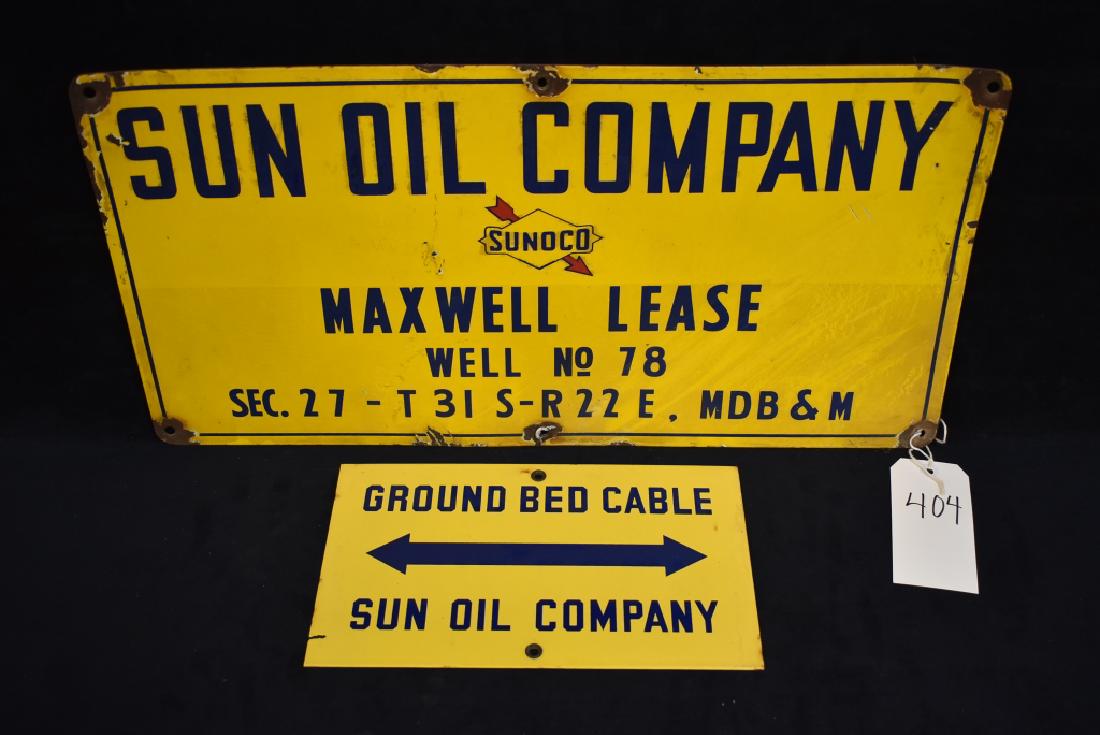 SUN OIL COMPANY
SUNOCO
MAXWELL LEASE
WELL Nº 78
SEC. 27 - T 31 S-R 22 E, MDB & M
404
GROUND BED CABLE
SUN OIL COMPANY